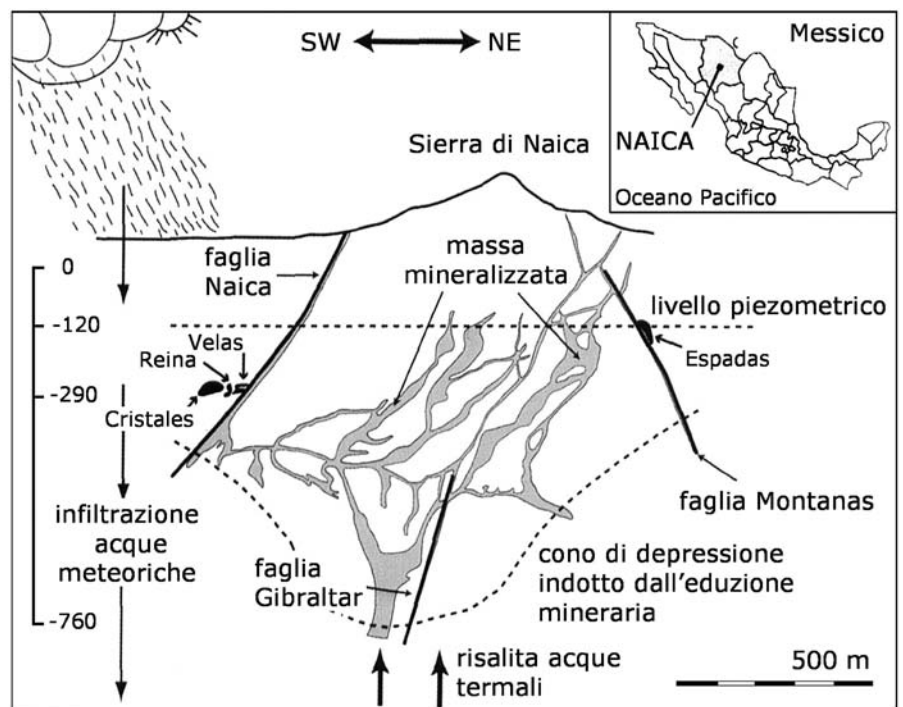 SW NE
Messico
NAICA
Oceano Pacifico
Sierra di Naica
faglia
Naica
massa
mineralizzata
livello piezometrico
0
-120
-290
-760
Velas
Reina
Cristales
Espadas
faglia Montanas
infiltrazione
acque
meteoriche
faglia
Gibraltar
cono di depressione
indotto dall'eduzione
mineraria
risalita acque
termali
500 m